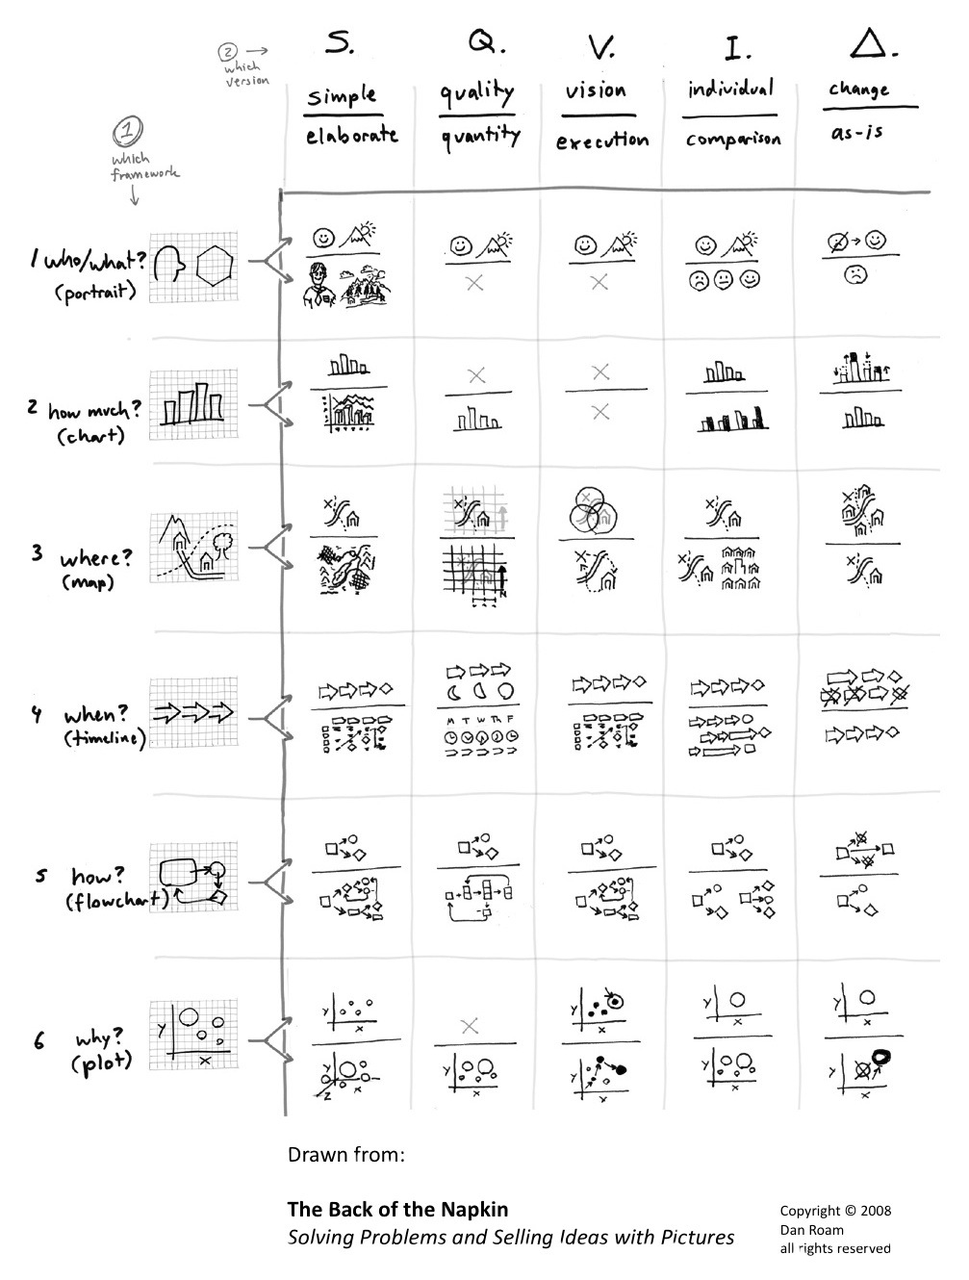 ② →
which
version
S.
Q.
V.
I.
Δ.
simple
elaborate
quality
quantity
vision
execution
individual
comparison
change
as-is
①
which
framework
1 who/what?
(portrait)
2 how much?
(chart)
3 where?
(map)
N
4 when?
(timeline)
M T W Th F
5 how?
(flowchart)
6 why?
(plot)
Y
X
Y
X
Z
X
Y
X
Y
X
Y
X
Y
X
Y
X
Y
X
Y
X
Drawn from:
The Back of the Napkin
Solving Problems and Selling Ideas with Pictures
Copyright © 2008
Dan Roam
all rights reserved